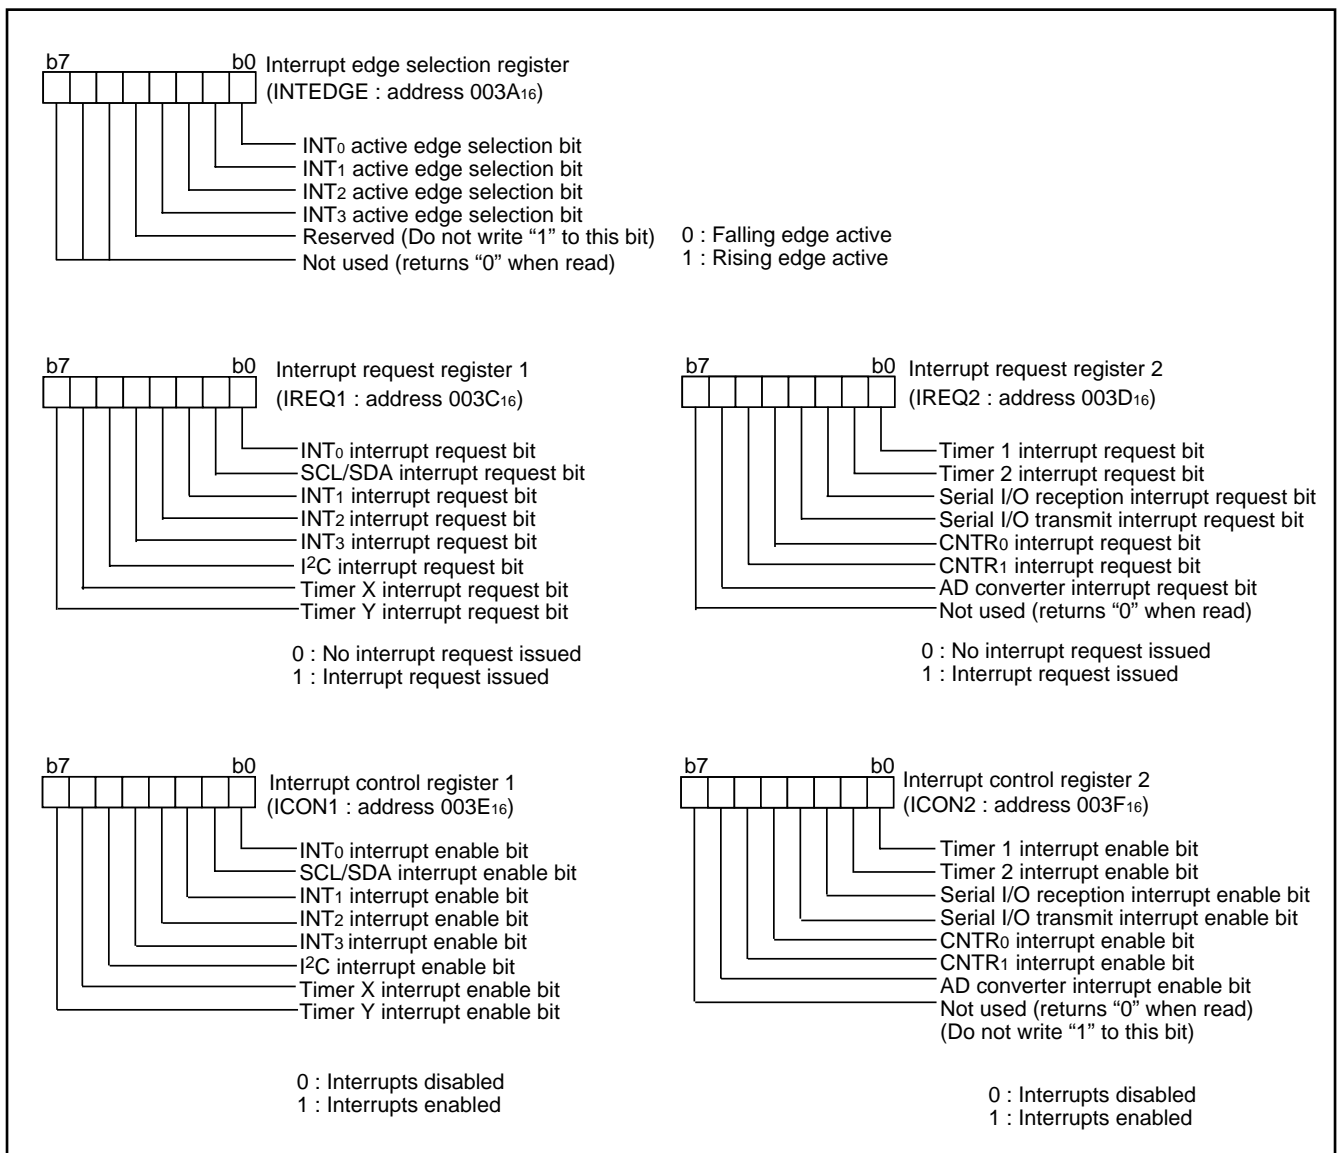 b7 b0 Interrupt edge selection register
(INTEDGE : address 003A16)
INT0 active edge selection bit
INT1 active edge selection bit
INT2 active edge selection bit
INT3 active edge selection bit
Reserved (Do not write “1” to this bit)
Not used (returns “0” when read)
0 : Falling edge active
1 : Rising edge active
b7 b0 Interrupt request register 1
(IREQ1 : address 003C16)
INT0 interrupt request bit
SCL/SDA interrupt request bit
INT1 interrupt request bit
INT2 interrupt request bit
INT3 interrupt request bit
I2C interrupt request bit
Timer X interrupt request bit
Timer Y interrupt request bit
0 : No interrupt request issued
1 : Interrupt request issued
b7 b0 Interrupt request register 2
(IREQ2 : address 003D16)
Timer 1 interrupt request bit
Timer 2 interrupt request bit
Serial I/O reception interrupt request bit
Serial I/O transmit interrupt request bit
CNTR0 interrupt request bit
CNTR1 interrupt request bit
AD converter interrupt request bit
Not used (returns “0” when read)
0 : No interrupt request issued
1 : Interrupt request issued
b7 b0 Interrupt control register 1
(ICON1 : address 003E16)
INT0 interrupt enable bit
SCL/SDA interrupt enable bit
INT1 interrupt enable bit
INT2 interrupt enable bit
INT3 interrupt enable bit
I2C interrupt enable bit
Timer X interrupt enable bit
Timer Y interrupt enable bit
0 : Interrupts disabled
1 : Interrupts enabled
b7 b0 Interrupt control register 2
(ICON2 : address 003F16)
Timer 1 interrupt enable bit
Timer 2 interrupt enable bit
Serial I/O reception interrupt enable bit
Serial I/O transmit interrupt enable bit
CNTR0 interrupt enable bit
CNTR1 interrupt enable bit
AD converter interrupt enable bit
Not used (returns “0” when read)
(Do not write “1” to this bit)
0 : Interrupts disabled
1 : Interrupts enabled